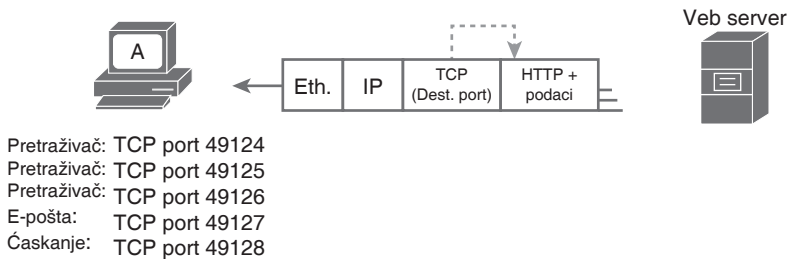 Veb server
A
Eth.
IP
TCP
(Dest. port)
HTTP +
podaci
Pretraživač: TCP port 49124
Pretraživač: TCP port 49125
Pretraživač: TCP port 49126
E-pošta: TCP port 49127
Ćaskanje: TCP port 49128